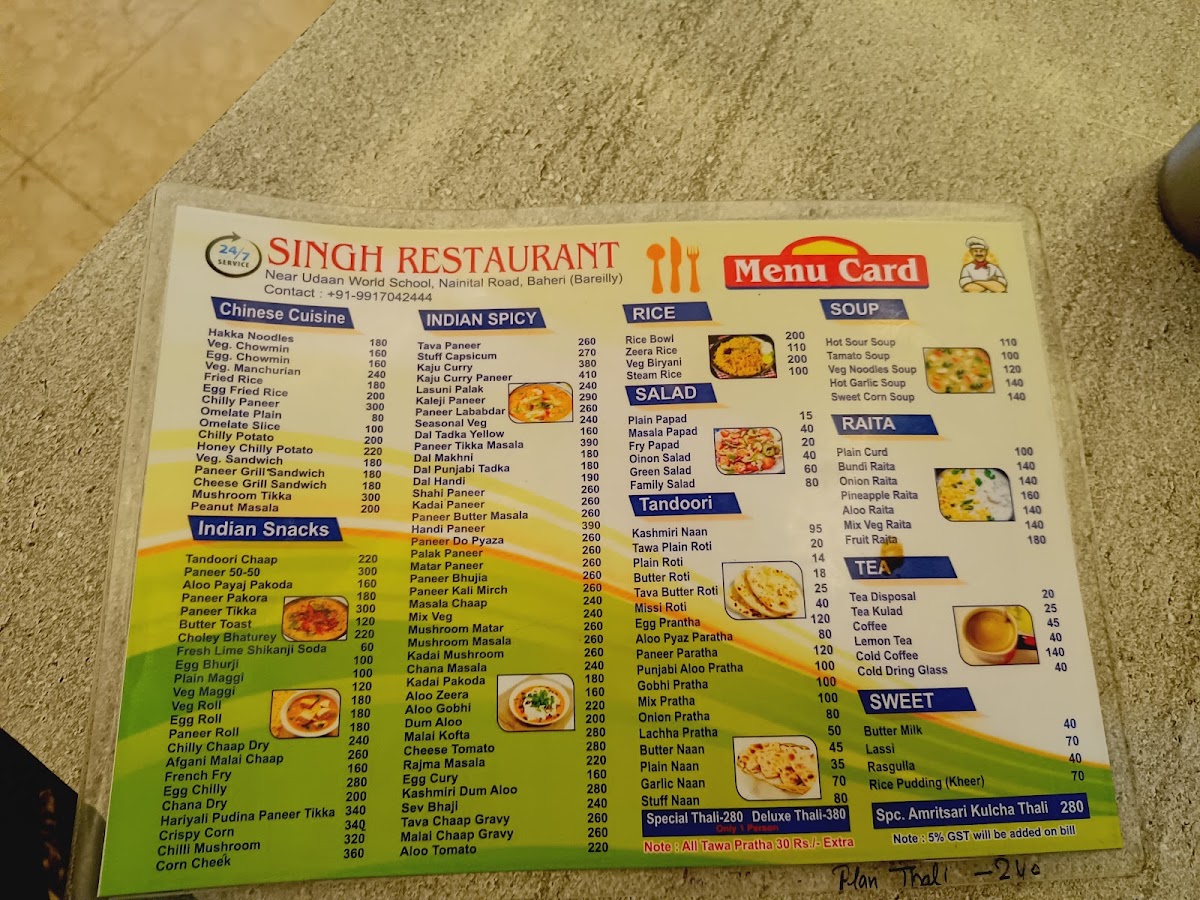 24/7 SERVICE
SINGH RESTAURANT
Near Udaan World School, Nainital Road, Baheri (Bareilly)
Contact : +91-9917042444
Menu Card
Chinese Cuisine
Hakka Noodles 180
Veg. Chowmin 160
Egg. Chowmin 160
Veg. Manchurian 240
Fried Rice 180
Egg Fried Rice 200
Chilly Paneer 300
Omelate Plain 80
Omelate Slice 100
Chilly Potato 200
Honey Chilly Potato 220
Veg. Sandwich 180
Paneer Grill Sandwich 180
Cheese Grill Sandwich 180
Mushroom Tikka 300
Peanut Masala 200
Indian Snacks
Tandoori Chaap 220
Paneer 50-50 300
Aloo Payaj Pakoda 160
Paneer Pakora 180
Paneer Tikka 300
Butter Toast 120
Choley Bhaturey 220
Fresh Lime Shikanji Soda 60
Egg Bhurji 100
Plain Maggi
Veg Maggi 120
Veg Roll 180
Egg Roll 180
Paneer Roll 180
Chilly Chaap Dry 240
Afgani Malai Chaap 260
French Fry 160
Egg Chilly 280
Chana Dry 200
Hariyali Pudina Paneer Tikka 340
Crispy Corn 340
Chilli Mushroom 320
Corn Cheek 360
INDIAN SPICY
Tava Paneer 260
Stuff Capsicum 270
Kaju Curry 380
Kaju Curry Paneer 410
Lasuni Palak 240
Kaleji Paneer 290
Paneer Lababdar 260
Seasonal Veg 240
Dal Tadka Yellow 160
Paneer Tikka Masala 390
Dal Makhni 180
Dal Punjabi Tadka 180
Dal Handi 190
Shahi Paneer 260
Kadai Paneer 260
Paneer Butter Masala 260
Handi Paneer 390
Paneer Do Pyaza 260
Palak Paneer 260
Matar Paneer 260
Paneer Bhujia 260
Paneer Kali Mirch 260
Masala Chaap 240
Mix Veg 240
Mushroom Matar 260
Mushroom Masala 260
Kadai Mushroom 260
Chana Masala 240
Kadai Pakoda 180
Aloo Zeera 160
Aloo Gobhi 220
Dum Aloo 200
Malai Kofta 280
Cheese Tomato 280
Rajma Masala 220
Egg Cury 160
Kashmiri Dum Aloo 280
Sev Bhaji 240
Tava Chaap Gravy 260
Malai Chaap Gravy 260
Aloo Tomato 220
RICE
Rice Bowl 200
Zeera Rice 110
Veg Biryani 200
Steam Rice 100
SALAD
Plain Papad 15
Masala Papad 40
Fry Papad 20
Oinon Salad 40
Green Salad 60
Family Salad 80
Tandoori
Kashmiri Naan 95
Tawa Plain Roti 20
Plain Roti 14
Butter Roti 18
Tava Butter Roti 25
Missi Roti 40
Egg Prantha 120
Aloo Pyaz Paratha 80
Paneer Paratha 120
Punjabi Aloo Pratha 100
Gobhi Pratha 100
Mix Pratha 100
Onion Pratha 80
Lachha Pratha 50
Butter Naan 45
Plain Naan 35
Garlic Naan 70
Stuff Naan 80
Special Thali-280 Deluxe Thali-380
Only 1 Person
Note : All Tawa Pratha 30 Rs./- Extra
SOUP
Hot Sour Soup 110
Tamato Soup 100
Veg Noodles Soup 120
Hot Garlic Soup 140
Sweet Corn Soup 140
RAITA
Plain Curd 100
Bundi Raita 140
Onion Raita 140
Pineapple Raita 160
Aloo Raita 140
Mix Veg Raita 140
Fruit Raita 180
TEA
Tea Disposal 20
Tea Kulad 25
Coffee 45
Lemon Tea 40
Cold Coffee 140
Cold Dring Glass 40
SWEET
Butter Milk 40
Lassi 70
Rasgulla 40
Rice Pudding (Kheer) 70
Spc. Amritsari Kulcha Thali 280
Note : 5% GST will be added on bill
Plan Thali - 240